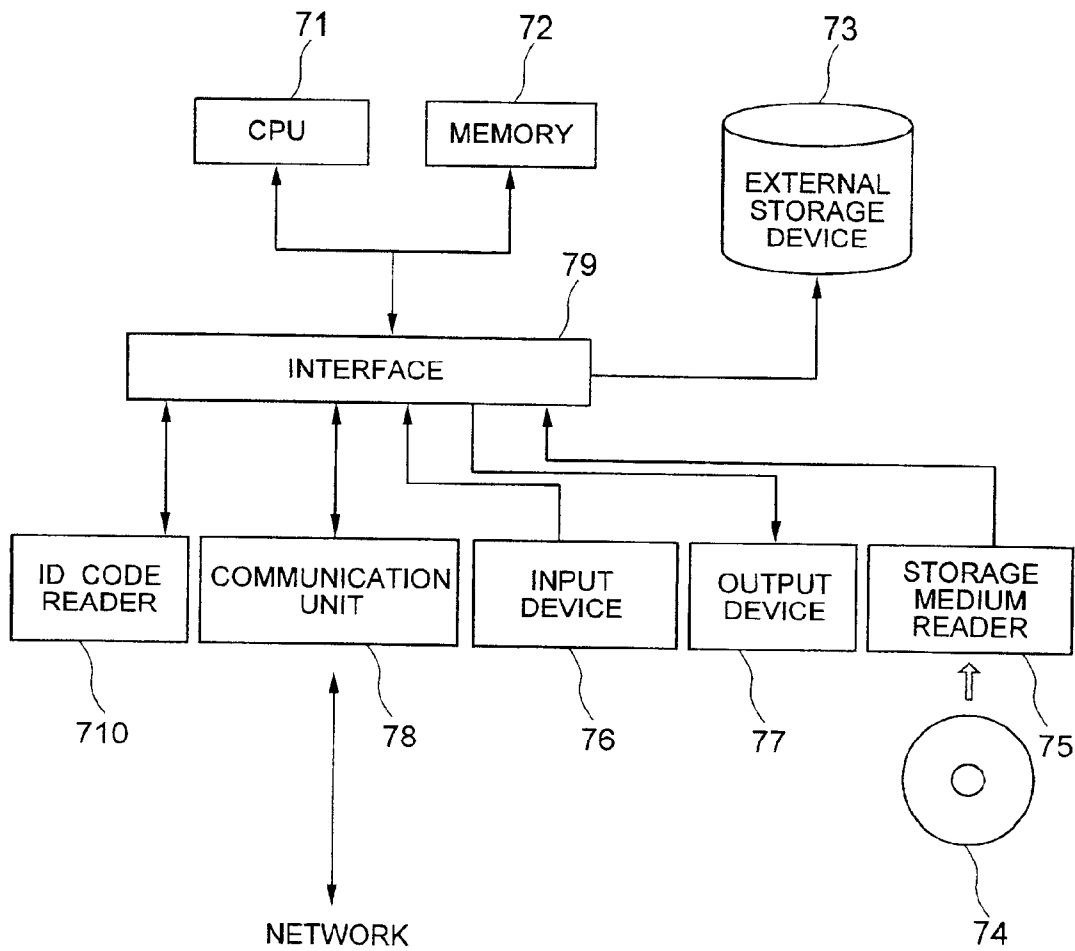 71
72
73
CPU
MEMORY
EXTERNAL
STORAGE
DEVICE
79
INTERFACE
ID CODE
READER
COMMUNICATION
UNIT
INPUT
DEVICE
OUTPUT
DEVICE
STORAGE
MEDIUM
READER
710
78
76
77
75
74
NETWORK